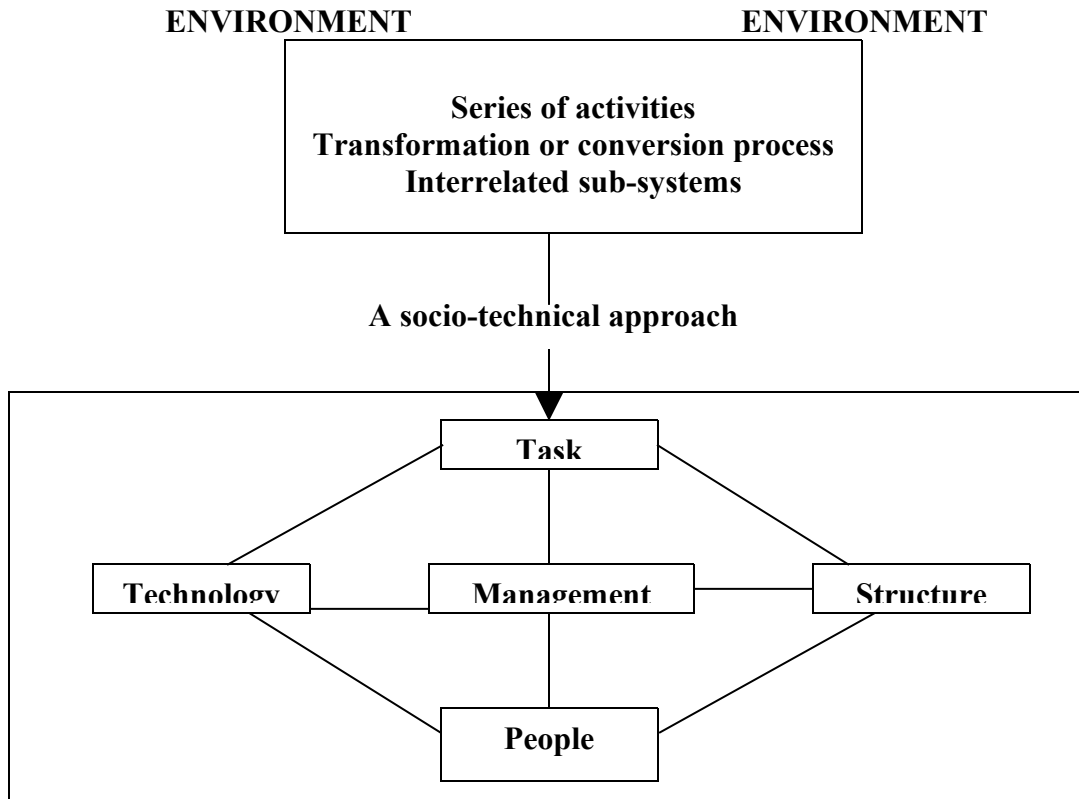 ENVIRONMENT ENVIRONMENT
Series of activities
Transformation or conversion process
Interrelated sub-systems
A socio-technical approach
Task
Technology Management Structure
People